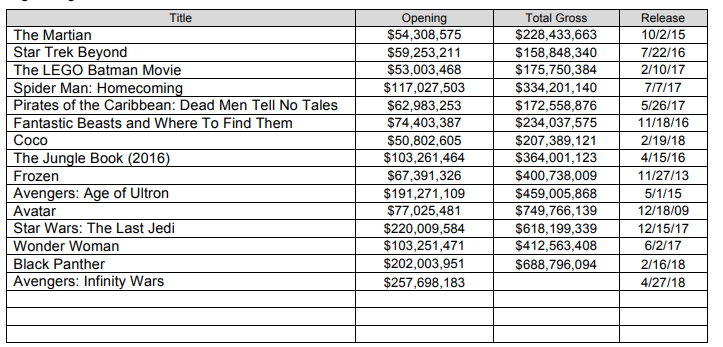 Title Opening Total Gross Release
The Martian $54,308,575 $228,433,663 10/2/15
Star Trek Beyond $59,253,211 $158,848,340 7/22/16
The LEGO Batman Movie $53,003,468 $175,750,384 2/10/17
Spider Man: Homecoming $117,027,503 $334,201,140 7/7/17
Pirates of the Caribbean: Dead Men Tell No Tales $62,983,253 $172,558,876 5/26/17
Fantastic Beasts and Where To Find Them $74,403,387 $234,037,575 11/18/16
Coco $50,802,605 $207,389,121 2/19/18
The Jungle Book (2016) $103,261,464 $364,001,123 4/15/16
Frozen $67,391,326 $400,738,009 11/27/13
Avengers: Age of Ultron $191,271,109 $459,005,868 5/1/15
Avatar $77,025,481 $749,766,139 12/18/09
Star Wars: The Last Jedi $220,009,584 $618,199,339 12/15/17
Wonder Woman $103,251,471 $412,563,408 6/2/17
Black Panther $202,003,951 $688,796,094 2/16/18
Avengers: Infinity Wars $257,698,183 4/27/18